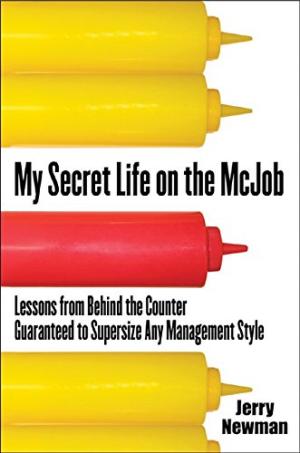 My Secret Life on the McJob
Lessons from Behind the Counter
Guaranteed to Supersize Any Management Style
Jerry
Newman